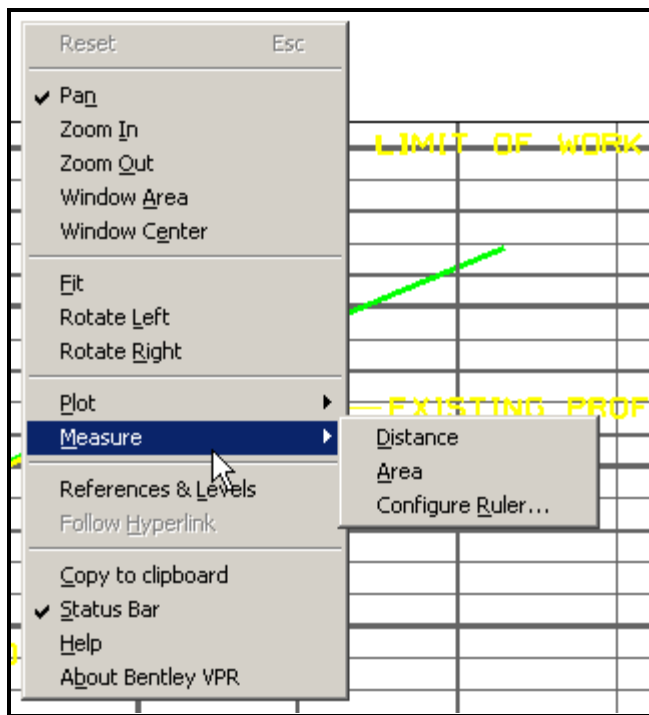 Reset Esc
Pan
Zoom In
Zoom Out
Window Area
Window Center
Fit
Rotate Left
Rotate Right
Plot
Measure
References & Levels
Follow Hyperlink
Copy to clipboard
Status Bar
Help
About Bentley VPR
Distance
Area
Configure Ruler...
LIMIT OF WORK
EXISTING PROF